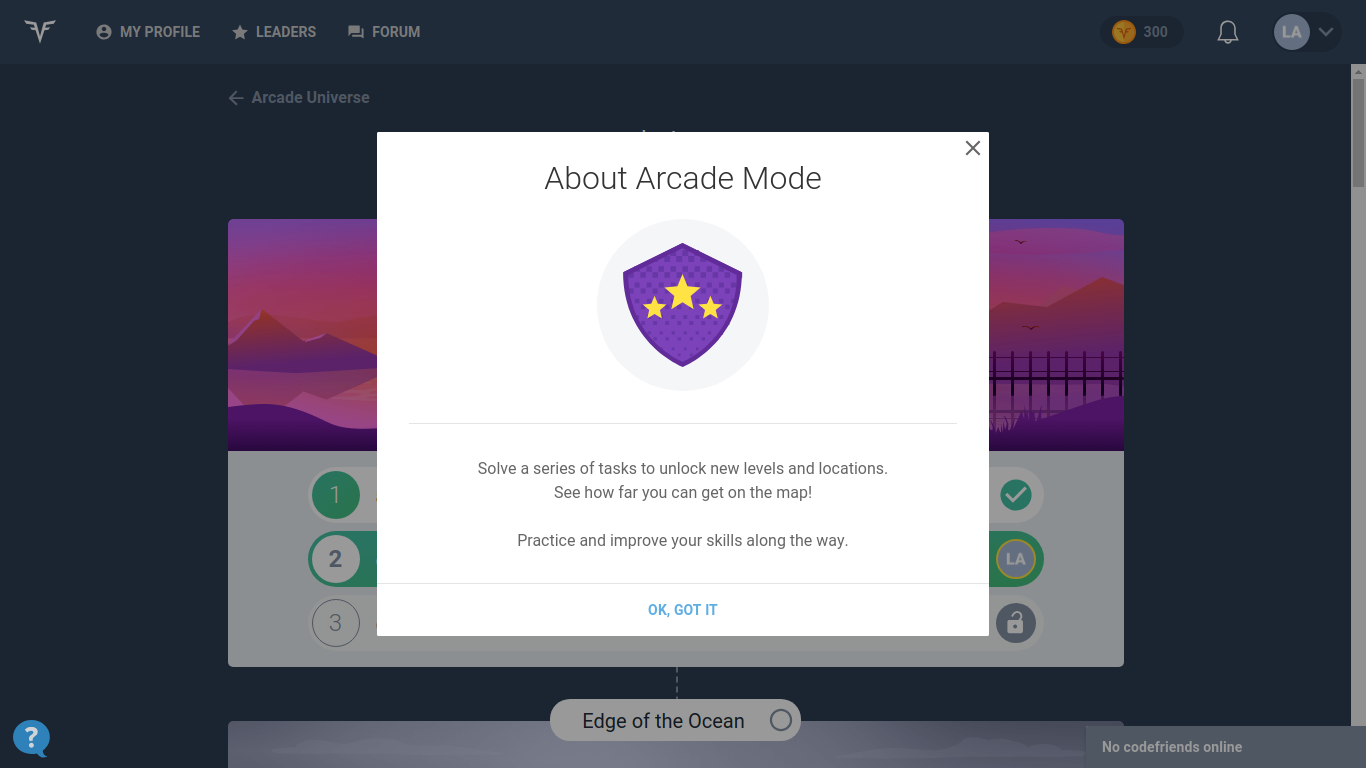 MY PROFILE
LEADERS
FORUM
300
LA
Arcade Universe
About Arcade Mode
Solve a series of tasks to unlock new levels and locations.
See how far you can get on the map!
Practice and improve your skills along the way.
1
2
LA
3
OK, GOT IT
Edge of the Ocean
?
No codefriends online